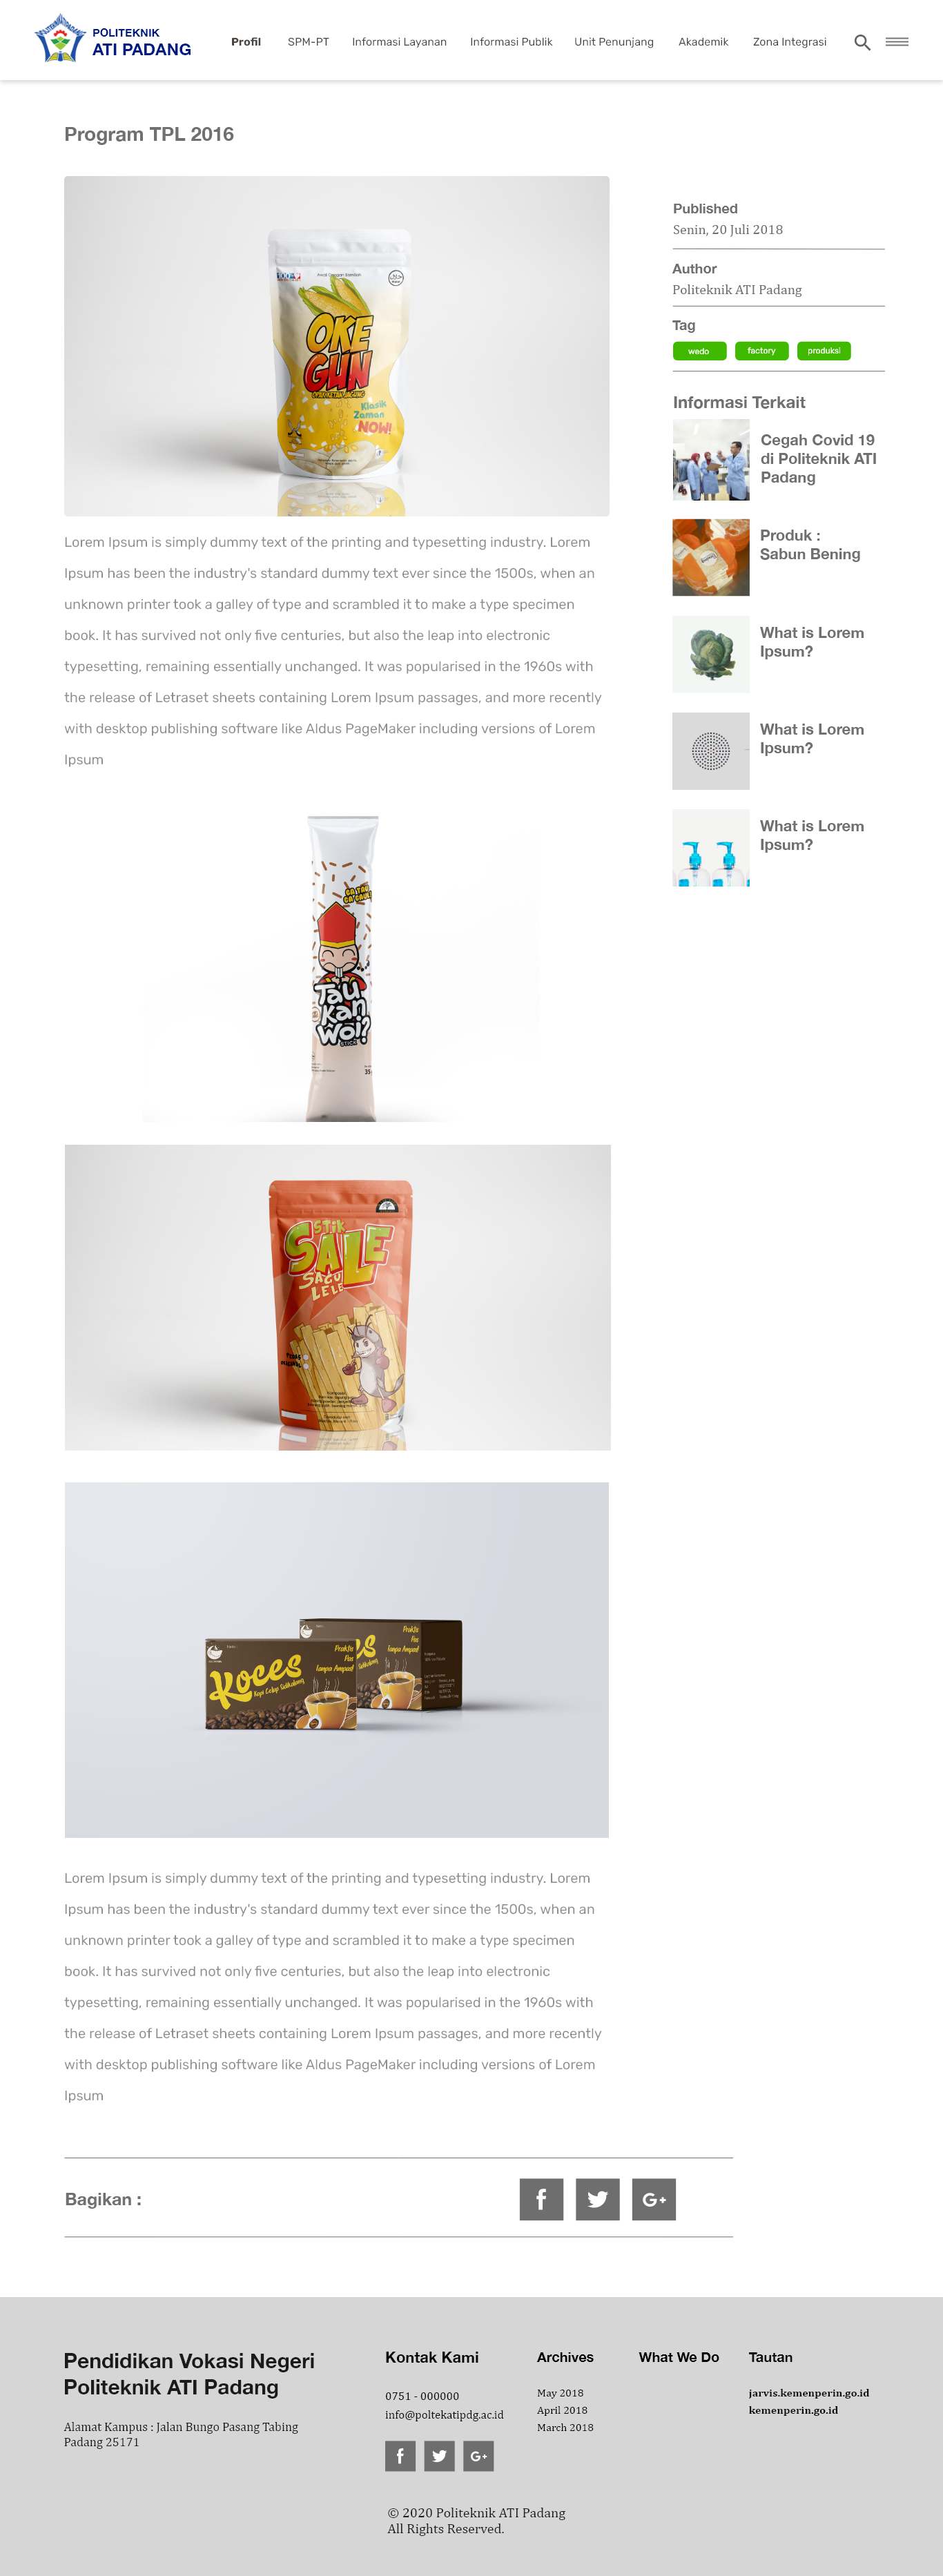 POLITEKNIK
ATI PADANG
Profil
SPM-PT
Informasi Layanan
Informasi Publik
Unit Penunjang
Akademik
Zona Integrasi
Program TPL 2016
OKE
GUN
Klasik
Zaman
NOW!
Lorem Ipsum is simply dummy text of the printing and typesetting industry. Lorem
Ipsum has been the industry's standard dummy text ever since the 1500s, when an
unknown printer took a galley of type and scrambled it to make a type specimen
book. It has survived not only five centuries, but also the leap into electronic
typesetting, remaining essentially unchanged. It was popularised in the 1960s with
the release of Letraset sheets containing Lorem Ipsum passages, and more recently
with desktop publishing software like Aldus PageMaker including versions of Lorem
Ipsum
Tau
Kan
Woi?
STICK
STIK
SALE
SAGU
LELE
Koces
Kopi Celup Solikalang
Praktis
Pas
Tanpa Ampad
Praktis
Pas
Tanpa Ampad
Lorem Ipsum is simply dummy text of the printing and typesetting industry. Lorem
Ipsum has been the industry's standard dummy text ever since the 1500s, when an
unknown printer took a galley of type and scrambled it to make a type specimen
book. It has survived not only five centuries, but also the leap into electronic
typesetting, remaining essentially unchanged. It was popularised in the 1960s with
the release of Letraset sheets containing Lorem Ipsum passages, and more recently
with desktop publishing software like Aldus PageMaker including versions of Lorem
Ipsum
Published
Senin, 20 Juli 2018
Author
Politeknik ATI Padang
Tag
wedo
factory
produksi
Informasi Terkait
Cegah Covid 19
di Politeknik ATI
Padang
Produk :
Sabun Bening
What is Lorem
Ipsum?
What is Lorem
Ipsum?
What is Lorem
Ipsum?
Bagikan :
f
G+
Pendidikan Vokasi Negeri
Politeknik ATI Padang
Alamat Kampus : Jalan Bungo Pasang Tabing
Padang 25171
Kontak Kami
0751 - 000000
info@poltekatipdg.ac.id
f
G+
Archives
May 2018
April 2018
March 2018
What We Do
Tautan
jarvis.kemenperin.go.id
kemenperin.go.id
© 2020 Politeknik ATI Padang
All Rights Reserved.